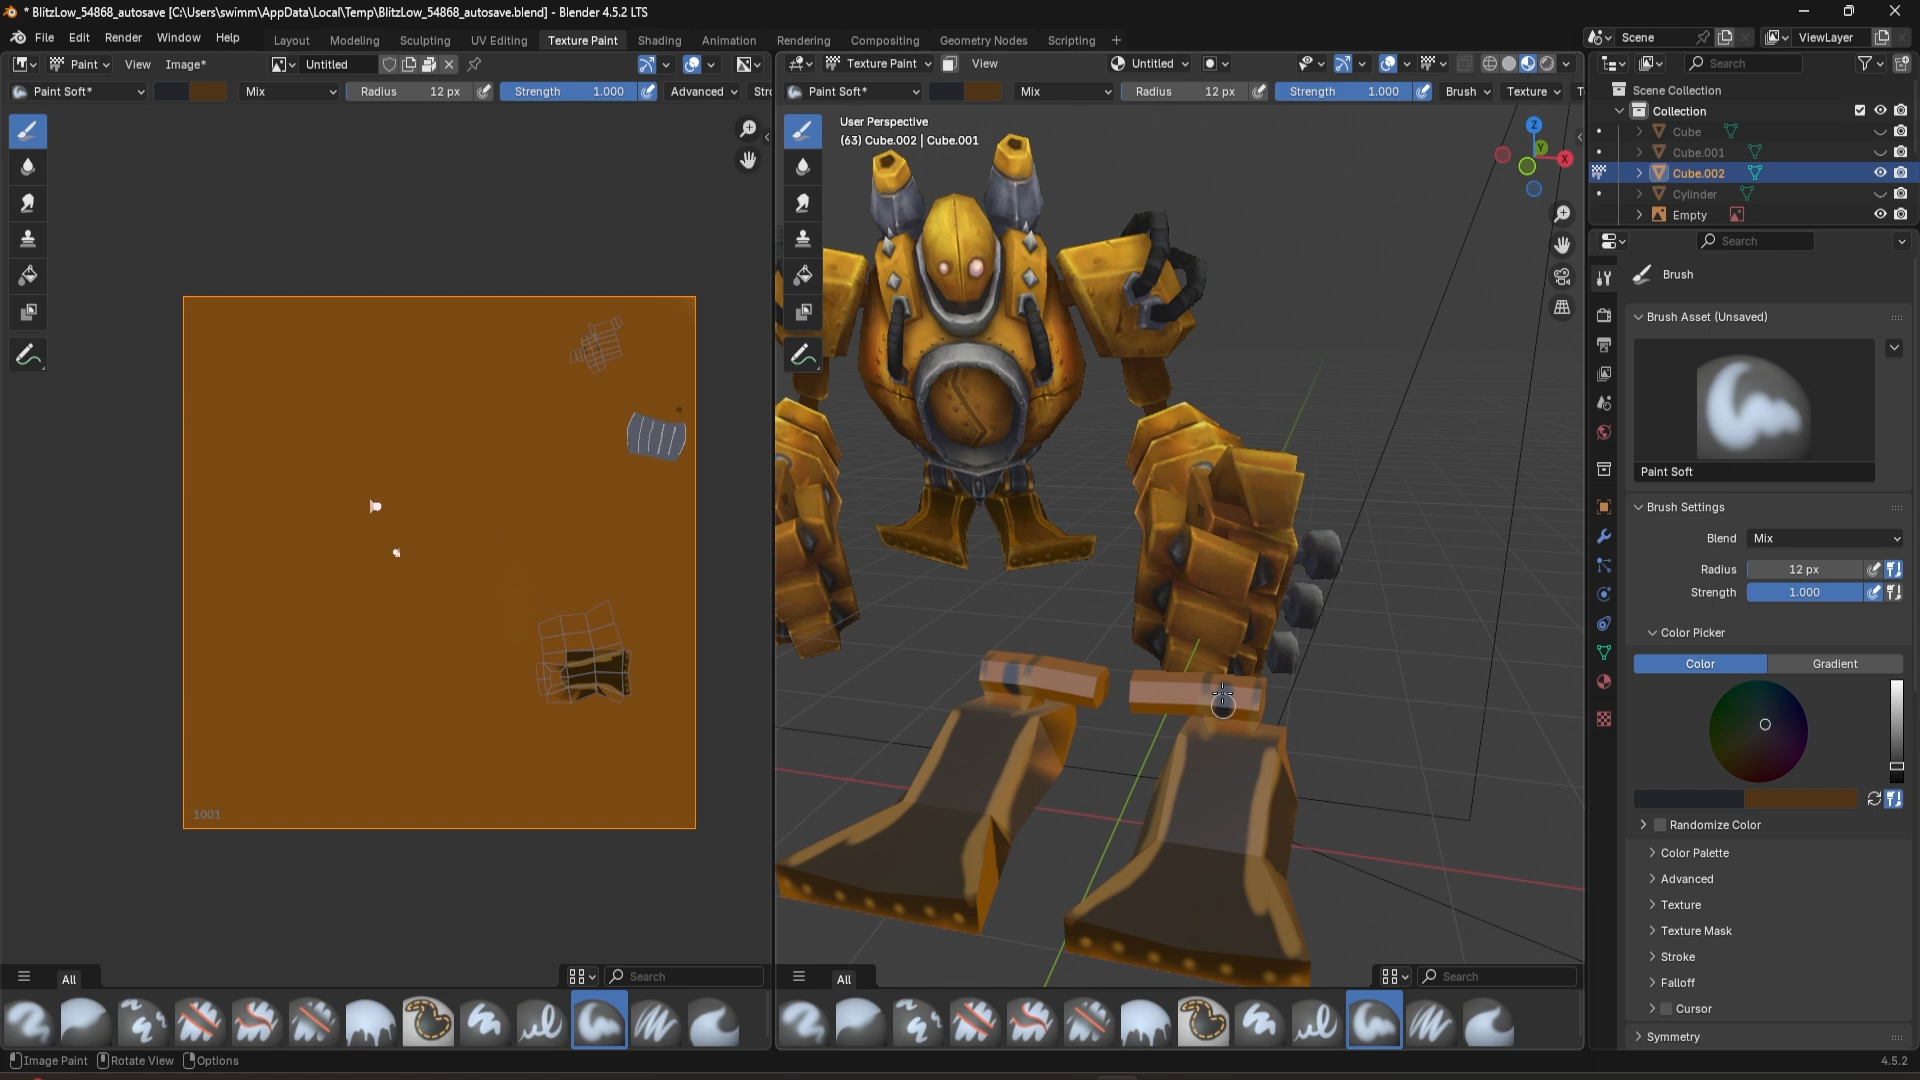 * BlitzLow_54868_autosave [C:\Users\swimm\AppData\Local\Temp\BlitzLow_54868_autosave.blend] - Blender 4.5.2 LTS
File Edit Render Window Help Layout Modeling Sculpting UV Editing Texture Paint Shading Animation Rendering Compositing Geometry Nodes Scripting + Scene ViewLayer
Paint View Image* Untitled Texture Paint View Untitled Search
Paint Soft* Mix Radius 12 px Strength 1.000 Advanced Str Paint Soft* Mix Radius 12 px Strength 1.000 Brush Texture T
User Perspective
(63) Cube.002 | Cube.001
Z
Y
X
1001
All Search
All Search
Scene Collection
Collection
Cube
Cube.001
Cube.002
Cylinder
Empty
Search
Brush
Brush Asset (Unsaved)
Paint Soft
Brush Settings
Blend Mix
Radius 12 px
Strength 1.000
Color Picker
Color Gradient
Randomize Color
Color Palette
Advanced
Texture
Texture Mask
Stroke
Falloff
Cursor
Symmetry
Image Paint Rotate View Options 4.5.2